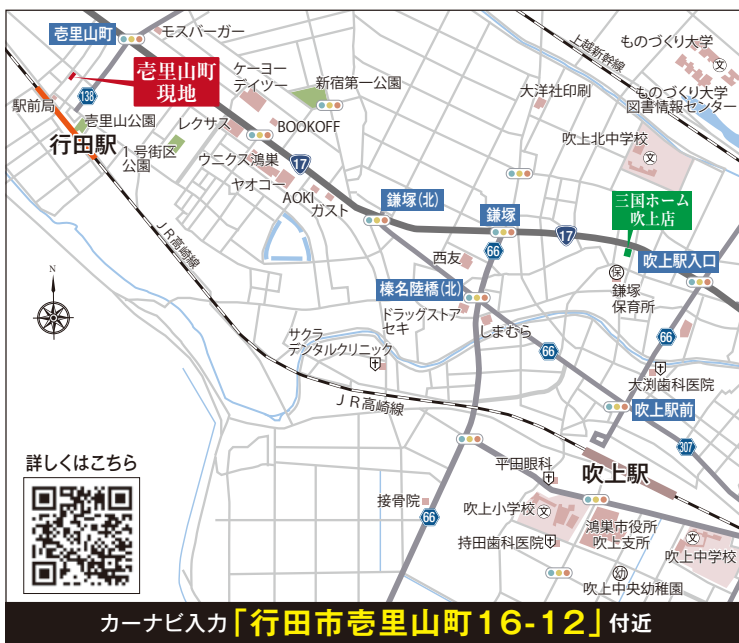 壱里山町
モスバーガー
上越新幹線
ものつくり大学
文
壱里山町
現地
ケーヨー
デイツー
新宿第一公園
大洋社印刷
ものつくり大学
図書情報センター
駅前局
138
壱里山公園
レクサス
BOOKOFF
吹上北中学校
文
行田駅
1号街区
公園
ウニクス鴻巣
17
ヤオコー
AOKI
ガスト
鎌塚(北)
鎌塚
三国ホーム
吹上店
66
17
西友
保
吹上駅入口
鎌塚
保育所
JR高崎線
N
榛名陸橋(北)
ドラッグストア
セキ
しまむら
サクラ
デンタルクリニック
66
66
大渕歯科医院
JR高崎線
吹上駅前
307
詳しくはこちら
平田眼科
吹上駅
接骨院
66
吹上小学校
文
鴻巣市役所
吹上支所
持田歯科医院
文
吹上中学校
幼
吹上中央幼稚園
カーナビ入力「行田市壱里山町16-12」付近